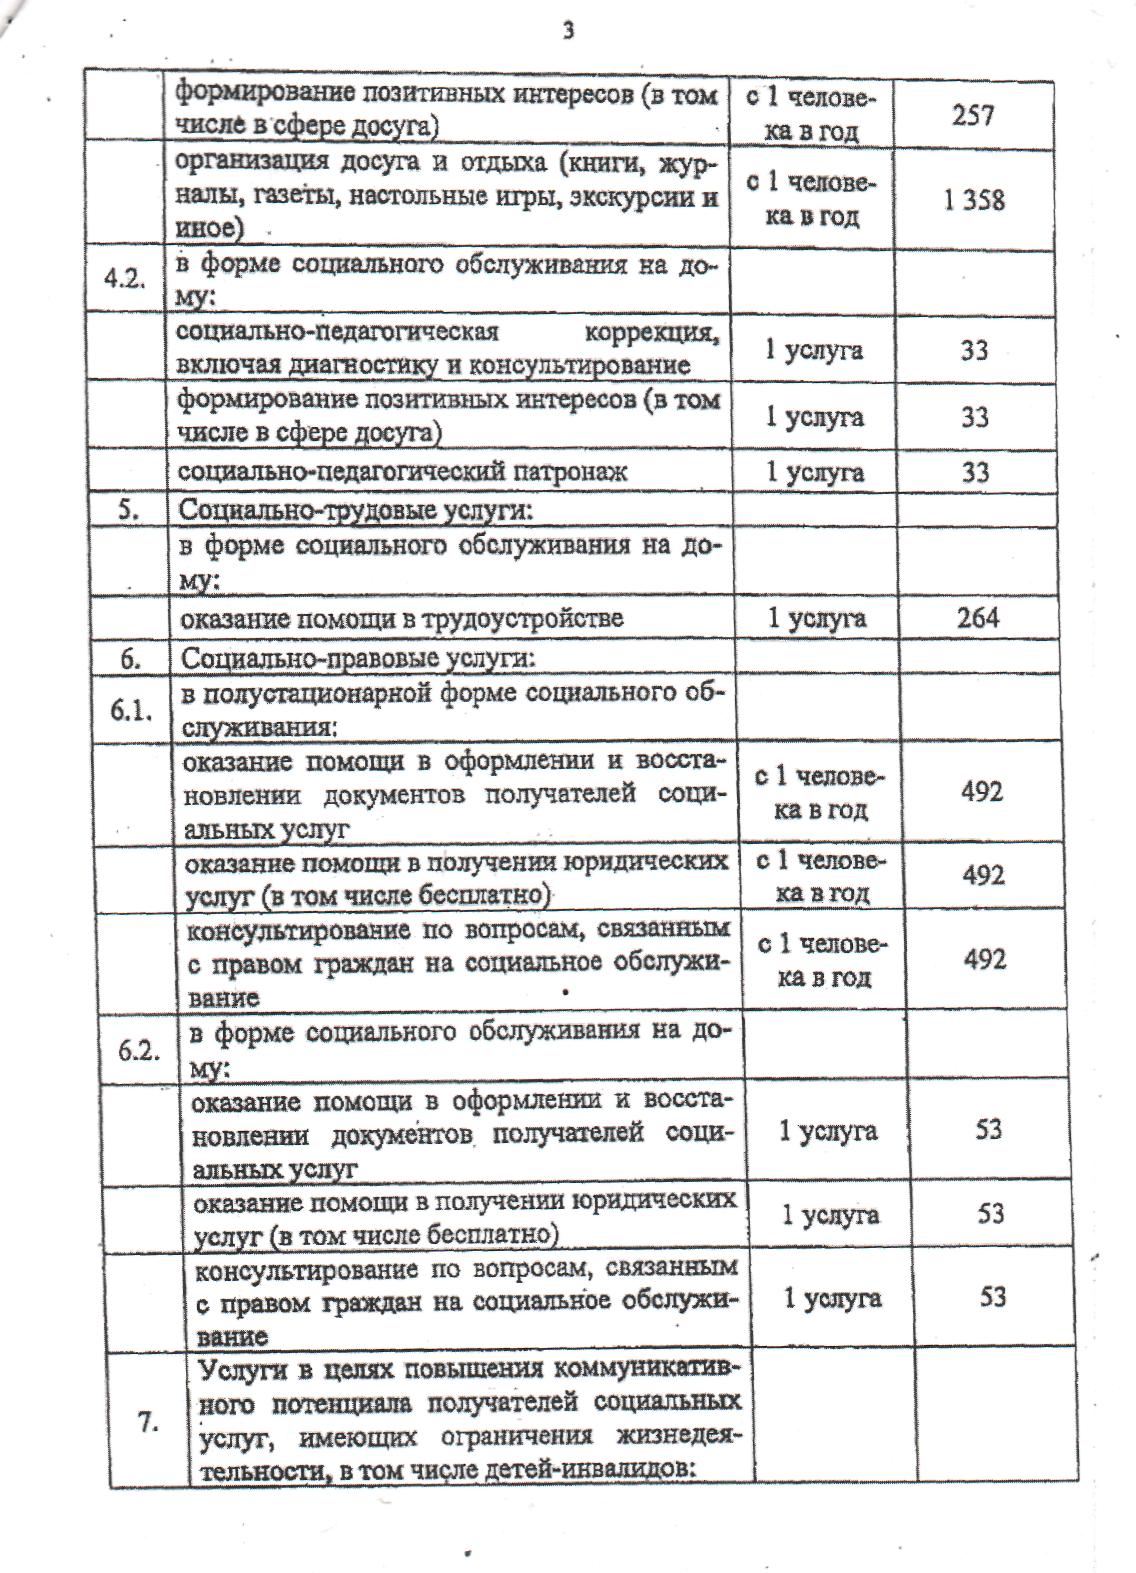 3
формирование позитивных интересов (в том
числе в сфере досуга)
с 1 челове-
ка в год
257
организация досуга и отдыха (книги, жур-
налы, газеты, настольные игры, экскурсии и
иное)
с 1 челове-
ка в год
1 358
4.2.
в форме социального обслуживания на до-
му:
социально-педагогическая коррекция,
включая диагностику и консультирование
1 услуга
33
формирование позитивных интересов (в том
числе в сфере досуга)
1 услуга
33
социально-педагогический патронаж
1 услуга
33
5.
Социально-трудовые услуги:
в форме социального обслуживания на до-
му:
оказание помощи в трудоустройстве
1 услуга
264
6.
Социально-правовые услуги:
6.1.
в полустационарной форме социального об-
служивания:
оказание помощи в оформлении и восста-
новлении документов получателей соци-
альных услуг
с 1 челове-
ка в год
492
оказание помощи в получении юридических
услуг (в том числе бесплатно)
с 1 челове-
ка в год
492
консультирование по вопросам, связанным
с правом граждан на социальное обслужи-
вание
с 1 челове-
ка в год
492
6.2.
в форме социального обслуживания на до-
му:
оказание помощи в оформлении и восста-
новлении документов получателей соци-
альных услуг
1 услуга
53
оказание помощи в получении юридических
услуг (в том числе бесплатно)
1 услуга
53
консультирование по вопросам, связанным
с правом граждан на социальное обслужи-
вание
1 услуга
53
7.
Услуги в целях повышения коммуникатив-
ного потенциала получателей социальных
услуг, имеющих ограничения жизнедея-
тельности, в том числе детей-инвалидов: